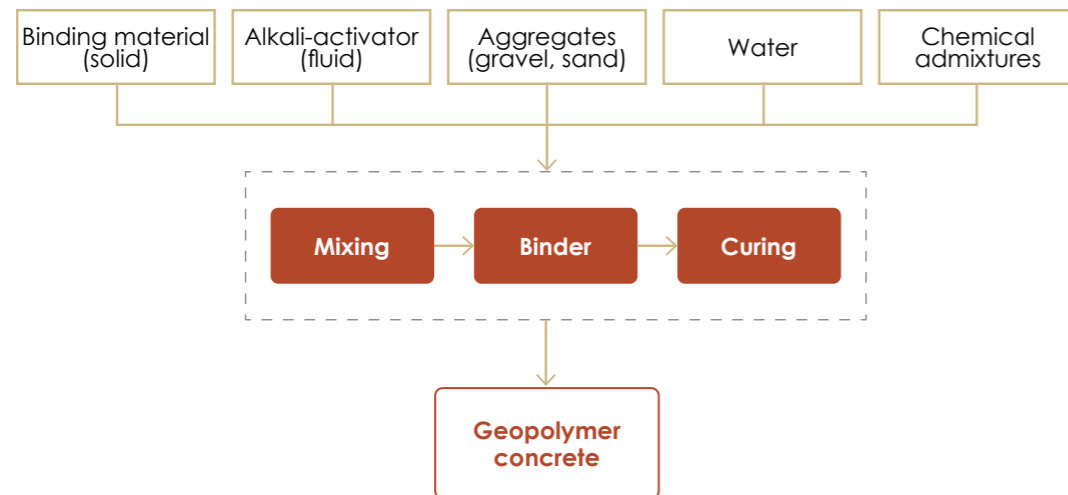 Binding material
(solid)
Alkali-activator
(fluid)
Aggregates
(gravel, sand)
Water
Chemical
admixtures
Mixing
Binder
Curing
Geopolymer
concrete